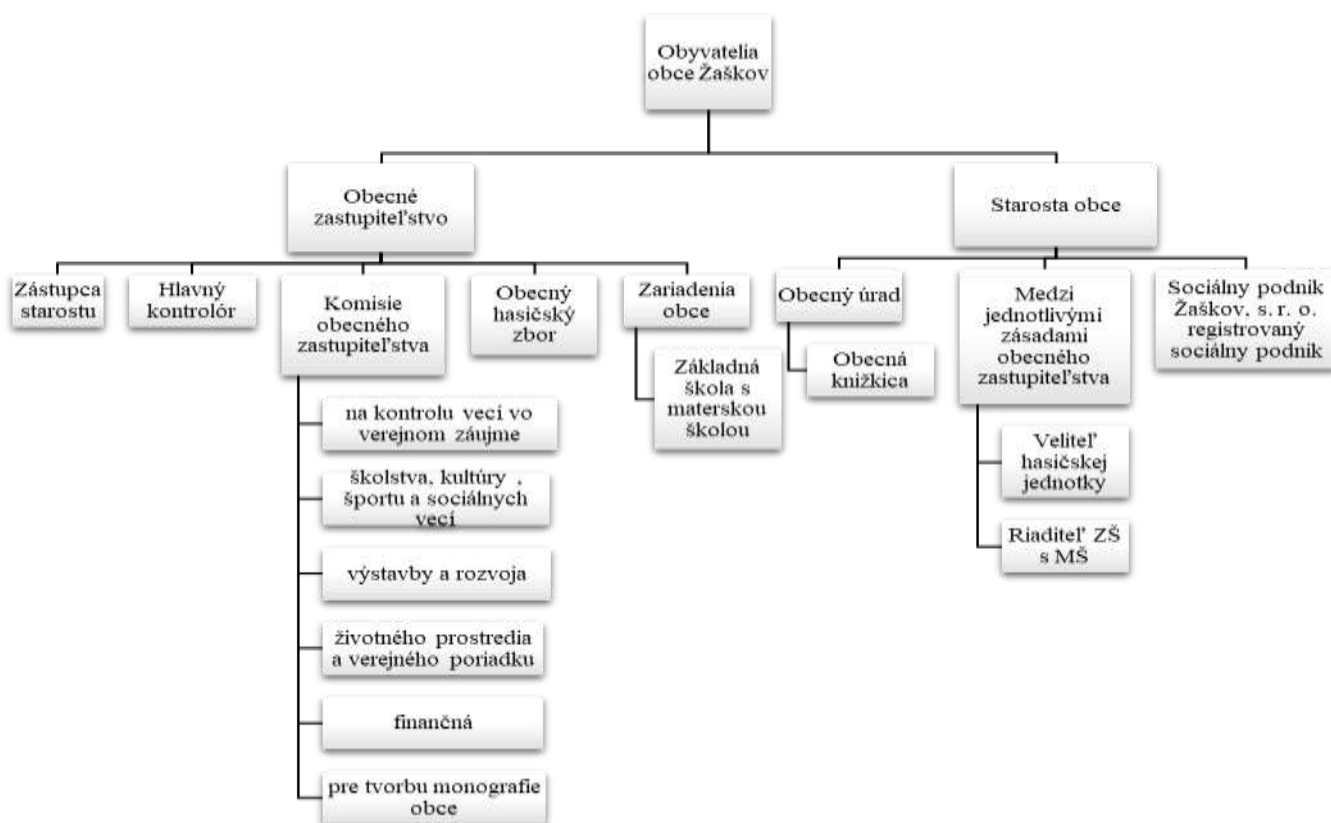 Obyvatelia
obce Žaškov
Obecné
zastupiteľstvo
Starosta obce
Zástupca
starostu
Hlavný
kontrolór
Komisie
obecného
zastupiteľstva
Obecný
hasičský
zbor
Zariadenia
obce
Obecný úrad
Medzi
jednotlivými
zásadami
obecného
zastupiteľstva
Sociálny podnik
Žaškov, s. r. o.
registrovaný
sociálny podnik
na kontrolu vecí vo
verejnom záujme
školstva, kultúry ,
športu a sociálnych
vecí
výstavby a rozvoja
životného prostredia
a verejného poriadku
finančná
pre tvorbu monografie
obce
Základná
škola s
materskou
školou
Obecná
knižkica
Veliteľ
hasičskej
jednotky
Riaditeľ ZŠ
s MŠ